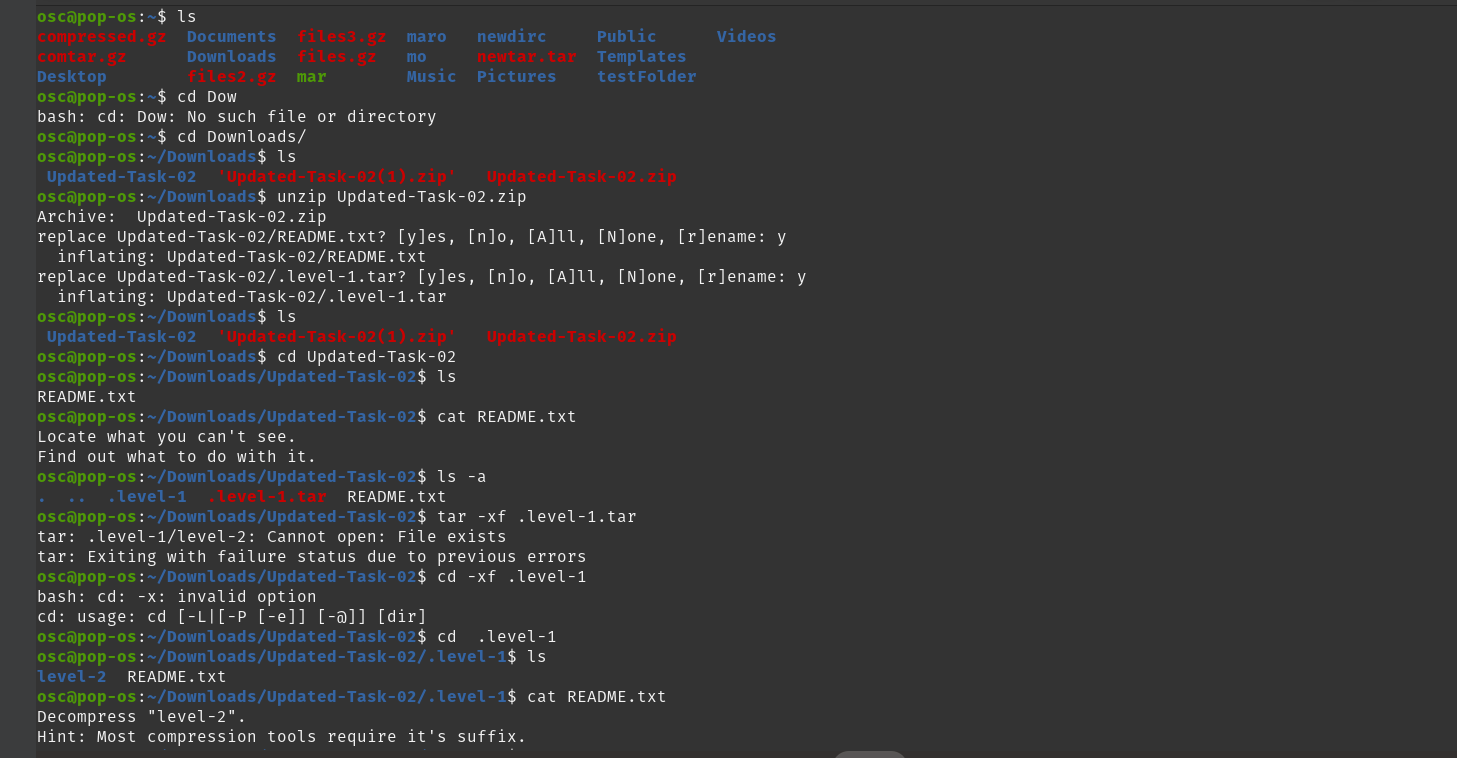 osc@pop-os:~$ ls
compressed.gz  Documents  files3.gz  maro   newdirc     Public     Videos
comtar.gz      Downloads  files.gz   mo     newtar.tar  Templates
Desktop        files2.gz  mar        Music  Pictures    testFolder
osc@pop-os:~$ cd Dow
bash: cd: Dow: No such file or directory
osc@pop-os:~$ cd Downloads/
osc@pop-os:~/Downloads$ ls
 Updated-Task-02  'Updated-Task-02(1).zip'   Updated-Task-02.zip
osc@pop-os:~/Downloads$ unzip Updated-Task-02.zip
Archive:  Updated-Task-02.zip
replace Updated-Task-02/README.txt? [y]es, [n]o, [A]ll, [N]one, [r]ename: y
  inflating: Updated-Task-02/README.txt
replace Updated-Task-02/.level-1.tar? [y]es, [n]o, [A]ll, [N]one, [r]ename: y
  inflating: Updated-Task-02/.level-1.tar
osc@pop-os:~/Downloads$ ls
 Updated-Task-02  'Updated-Task-02(1).zip'   Updated-Task-02.zip
osc@pop-os:~/Downloads$ cd Updated-Task-02
osc@pop-os:~/Downloads/Updated-Task-02$ ls
README.txt
osc@pop-os:~/Downloads/Updated-Task-02$ cat README.txt
Locate what you can't see.
Find out what to do with it.
osc@pop-os:~/Downloads/Updated-Task-02$ ls -a
.  ..  .level-1  .level-1.tar  README.txt
osc@pop-os:~/Downloads/Updated-Task-02$ tar -xf .level-1.tar
tar: .level-1/level-2: Cannot open: File exists
tar: Exiting with failure status due to previous errors
osc@pop-os:~/Downloads/Updated-Task-02$ cd -xf .level-1
bash: cd: -x: invalid option
cd: usage: cd [-L|[-P [-e]] [-@]] [dir]
osc@pop-os:~/Downloads/Updated-Task-02$ cd  .level-1
osc@pop-os:~/Downloads/Updated-Task-02/.level-1$ ls
level-2  README.txt
osc@pop-os:~/Downloads/Updated-Task-02/.level-1$ cat README.txt
Decompress "level-2".
Hint: Most compression tools require it's suffix.